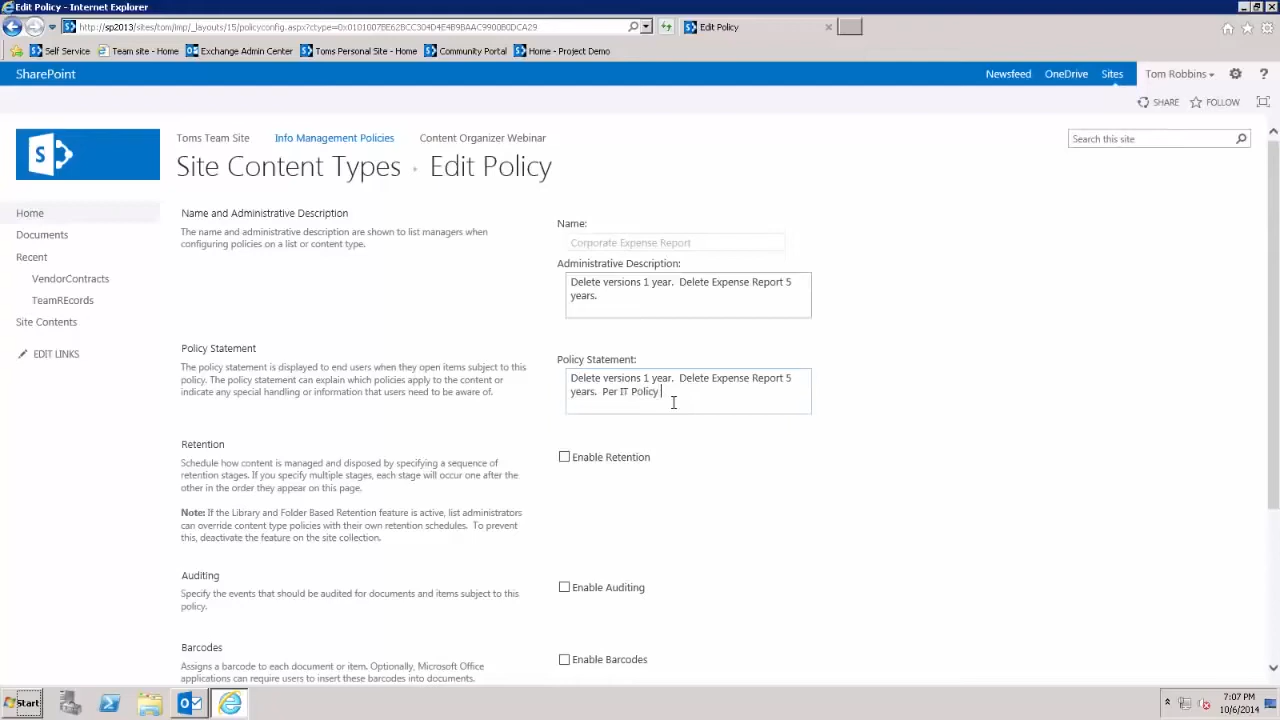 Edit Policy - Internet Explorer
http://sp2013/sites/tom/imp/_layouts/15/policyconfig.aspx?ctype=0x0101007BE62BCC304D4E4B9BAAC9900B0DCA29
Edit Policy
Self Service
Team site - Home
Exchange Admin Center
Toms Personal Site - Home
Community Portal
Home - Project Demo
SharePoint
Newsfeed
OneDrive
Sites
Tom Robbins
?
SHARE
FOLLOW
S
Toms Team Site
Info Management Policies
Content Organizer Webinar
Search this site
Site Content Types
Edit Policy
Home
Documents
Recent
VendorContracts
TeamREcords
Site Contents
EDIT LINKS
Name and Administrative Description
The name and administrative description are shown to list managers when
configuring policies on a list or content type.
Name:
Corporate Expense Report
Administrative Description:
Delete versions 1 year.  Delete Expense Report 5
years.
Policy Statement
The policy statement is displayed to end users when they open items subject to this
policy. The policy statement can explain which policies apply to the content or
indicate any special handling or information that users need to be aware of.
Policy Statement:
Delete versions 1 year.  Delete Expense Report 5
years.  Per IT Policy
Retention
Schedule how content is managed and disposed by specifying a sequence of
retention stages. If you specify multiple stages, each stage will occur one after the
other in the order they appear on this page.
Note: If the Library and Folder Based Retention feature is active, list administrators
can override content type policies with their own retention schedules.  To prevent
this, deactivate the feature on the site collection.
Enable Retention
Auditing
Specify the events that should be audited for documents and items subject to this
policy.
Enable Auditing
Barcodes
Assigns a barcode to each document or item. Optionally, Microsoft Office
applications can require users to insert these barcodes into documents.
Enable Barcodes
Start
7:07 PM
10/6/2014